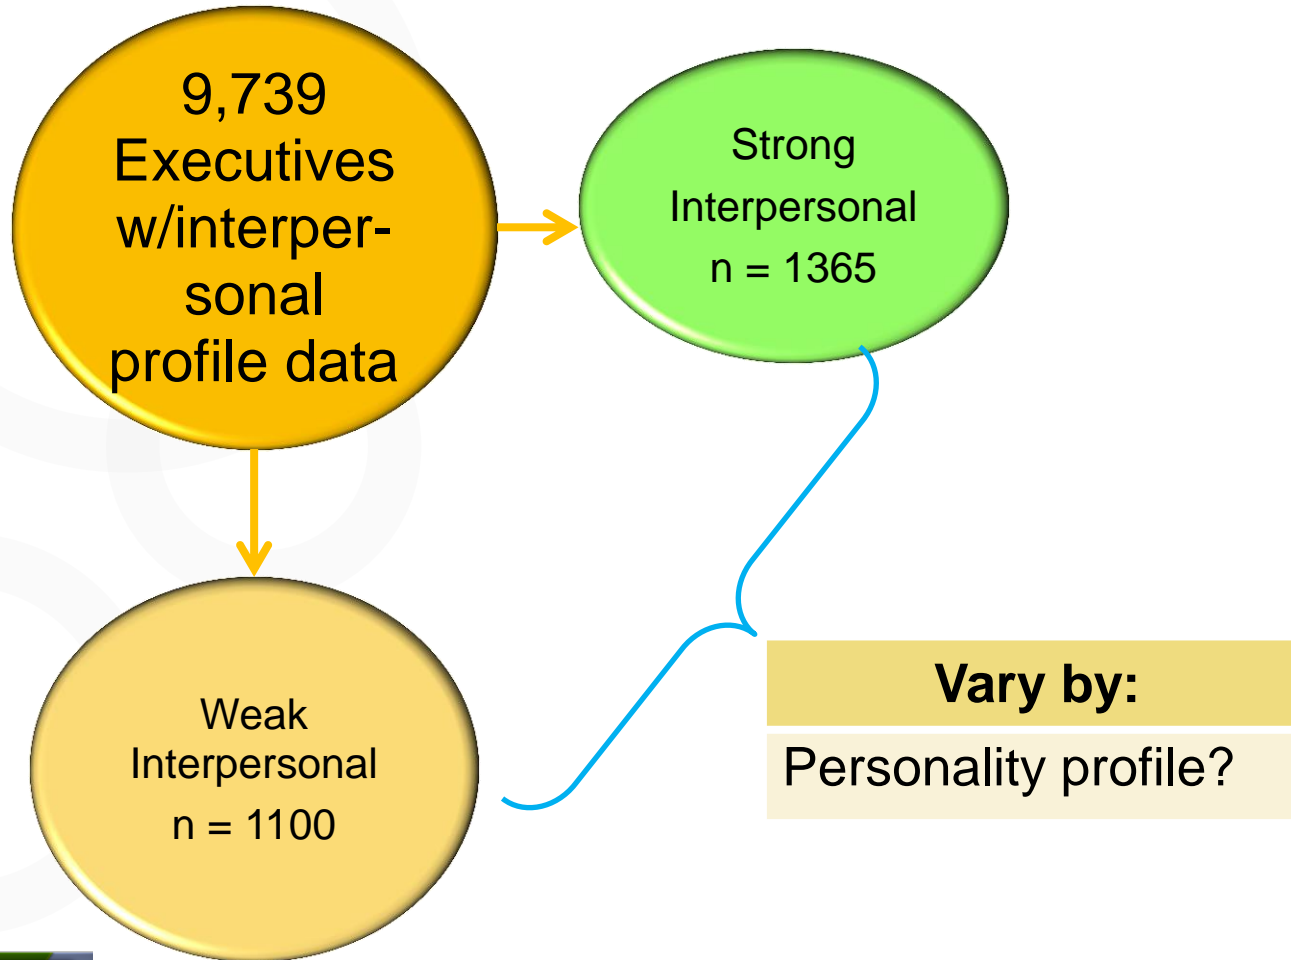 9,739
Executives
w/interper-
sonal
profile data
Strong
Interpersonal
n = 1365
Weak
Interpersonal
n = 1100
Vary by:
Personality profile?